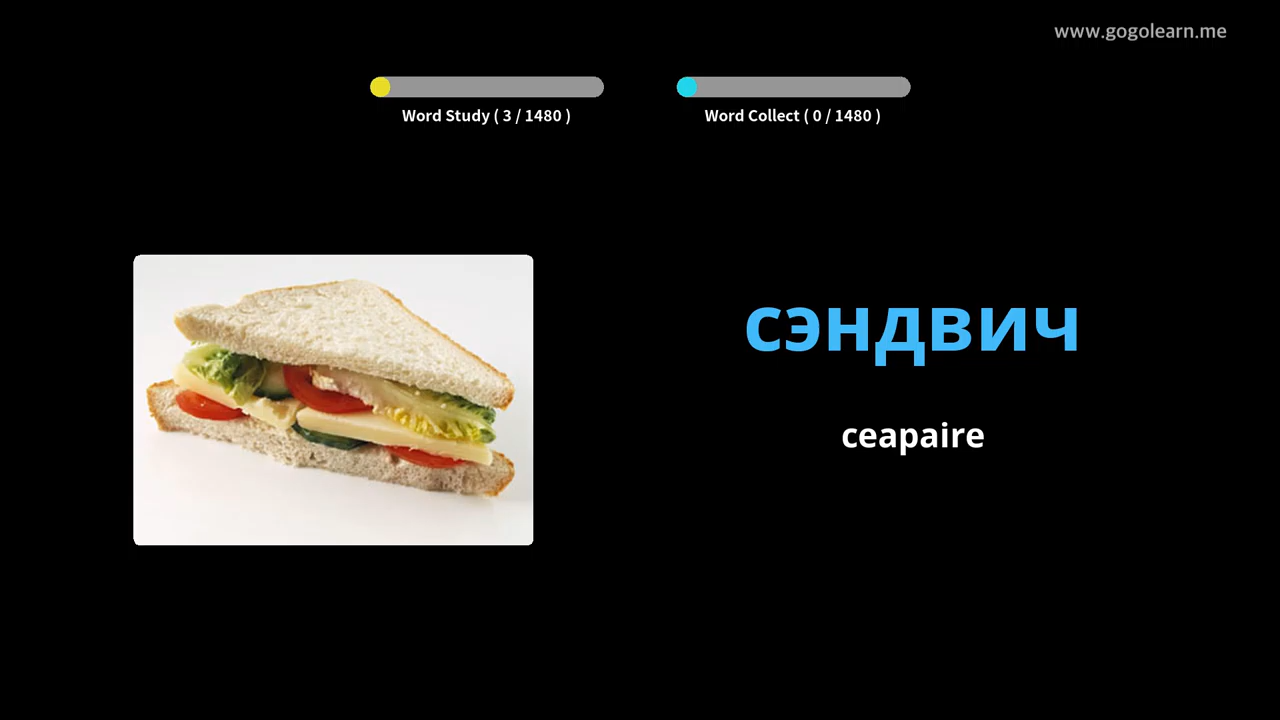 www.gogolearn.me
Word Study ( 3 / 1480 )
Word Collect ( 0 / 1480 )
сэндвич
ceapaire